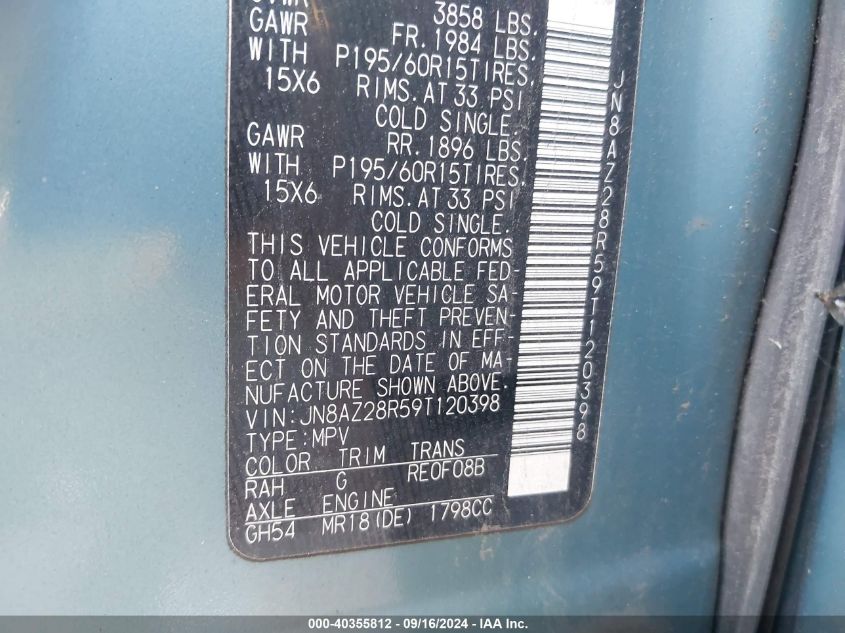 GAWR 3858 LBS.
GAWR FR. 1984 LBS.
WITH P195/60R15TIRES,
15X6 RIMS. AT 33 PSI
COLD SINGLE.
GAWR RR. 1896 LBS.
WITH P195/60R15TIRES,
15X6 RIMS. AT 33 PSI
COLD SINGLE.
THIS VEHICLE CONFORMS
TO ALL APPLICABLE FED-
ERAL MOTOR VEHICLE SA-
FETY AND THEFT PREVEN-
TION STANDARDS IN EFF-
ECT ON THE DATE OF MA-
NUFACTURE SHOWN ABOVE.
VIN: JN8AZ28R59T120398
TYPE: MPV
COLOR TRIM TRANS
RAH G RE0F08B
AXLE ENGINE
GH54 MR18(DE) 1798CC
JN8AZ28R59T120398
000-40355812 - 09/16/2024 - IAAI.com